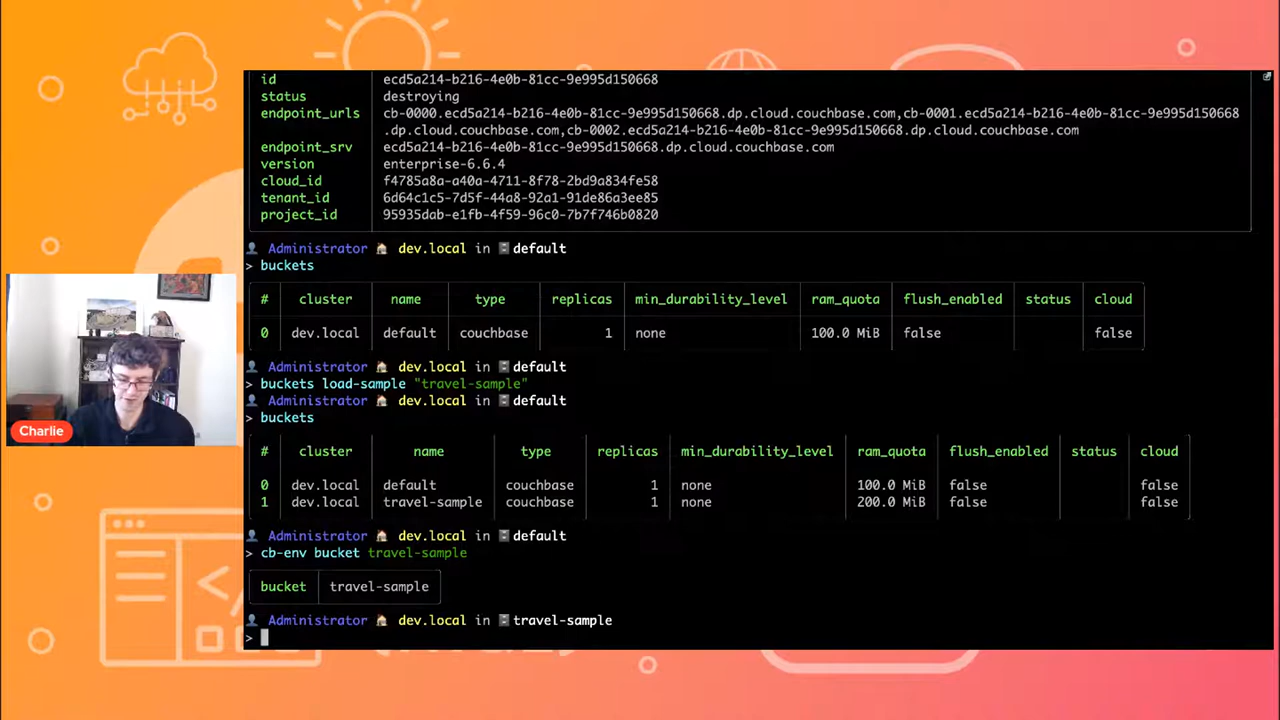 id ecd5a214-b216-4e0b-81cc-9e995d150668
status destroying
endpoint_urls cb-0000.ecd5a214-b216-4e0b-81cc-9e995d150668.dp.cloud.couchbase.com,cb-0001.ecd5a214-b216-4e0b-81cc-9e995d150668
.dp.cloud.couchbase.com,cb-0002.ecd5a214-b216-4e0b-81cc-9e995d150668.dp.cloud.couchbase.com
endpoint_srv ecd5a214-b216-4e0b-81cc-9e995d150668.dp.cloud.couchbase.com
version enterprise-6.6.4
cloud_id f4785a8a-a40a-4711-8f78-2bd9a834fe58
tenant_id 6d64c1c5-7d5f-44a8-92a1-91de86a3ee85
project_id 95935dab-e1fb-4f59-96c0-7b7f746b0820
Administrator dev.local in default
> buckets
# cluster name type replicas min_durability_level ram_quota flush_enabled status cloud
0 dev.local default couchbase 1 none 100.0 MiB false false
Administrator dev.local in default
> buckets load-sample "travel-sample"
Administrator dev.local in default
> buckets
# cluster name type replicas min_durability_level ram_quota flush_enabled status cloud
0 dev.local default couchbase 1 none 100.0 MiB false false
1 dev.local travel-sample couchbase 1 none 200.0 MiB false false
Administrator dev.local in default
> cb-env bucket travel-sample
bucket travel-sample
Administrator dev.local in travel-sample
>
Charlie